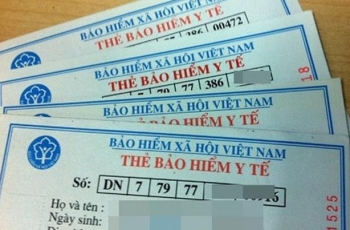 BẢO HIỂM XÃ HỘI VIỆT NAM
THẺ BẢO HIỂM Y TẾ
77 386 00472
BẢO HIỂM XÃ HỘI VIỆT NAM
THẺ BẢO HIỂM Y TẾ
7 79 77 386
18
BẢO HIỂM XÃ HỘI VIỆT NAM
THẺ BẢO HIỂM Y TẾ
BẢO HIỂM XÃ HỘI VIỆT NAM
THẺ BẢO HIỂM Y TẾ
Số: DN 7 79 77
Họ và tên :
Ngày sinh:
1525